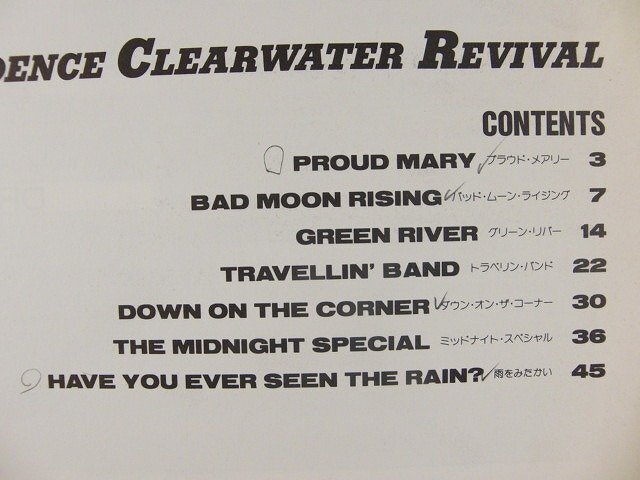 DENCE CLEARWATER REVIVAL
CONTENTS
PROUD MARY プラウド・メアリー 3
BAD MOON RISING バッド・ムーン・ライジング 7
GREEN RIVER グリーン・リバー 14
TRAVELLIN' BAND トラベリン・バンド 22
DOWN ON THE CORNER ダウン・オン・ザ・コーナー 30
THE MIDNIGHT SPECIAL ミッドナイト・スペシャル 36
HAVE YOU EVER SEEN THE RAIN? 雨をみたかい 45